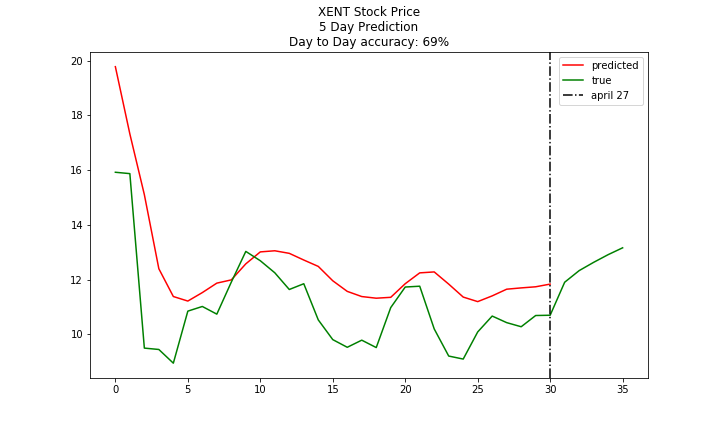 XENT Stock Price
5 Day Prediction
Day to Day accuracy: 69%
predicted
true
april 27
20
18
16
14
12
10
0 5 10 15 20 25 30 35